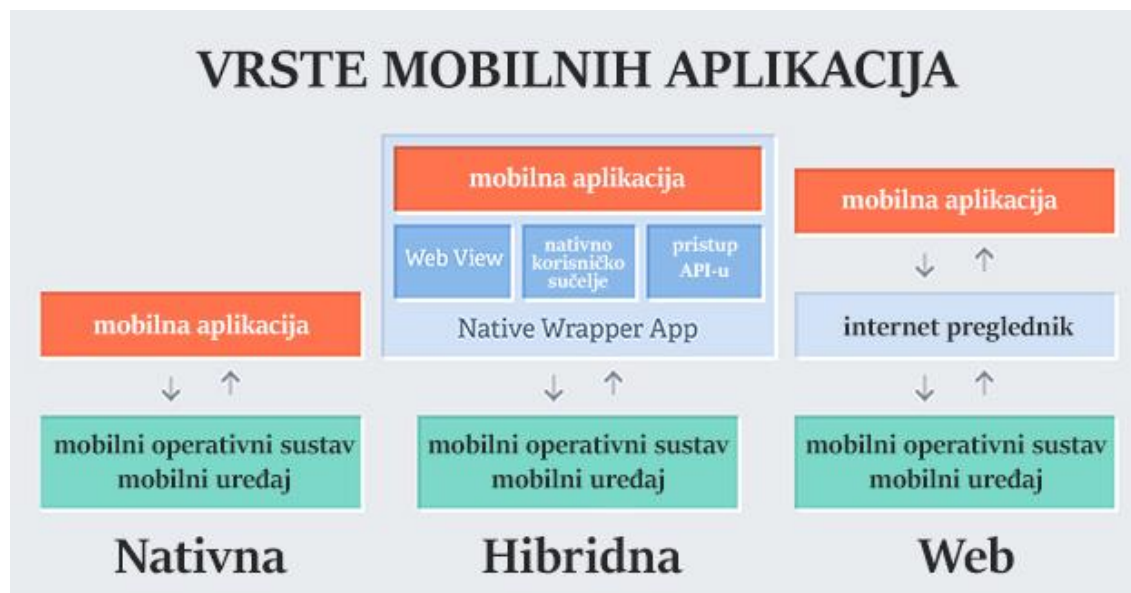 VRSTE MOBILNIH APLIKACIJA
mobilna aplikacija
mobilni operativni sustav
mobilni uređaj
Nativna
mobilna aplikacija
Web View
nativno
korisničko
sučelje
pristup
API-u
Native Wrapper App
mobilni operativni sustav
mobilni uređaj
Hibridna
mobilna aplikacija
internet preglednik
mobilni operativni sustav
mobilni uređaj
Web